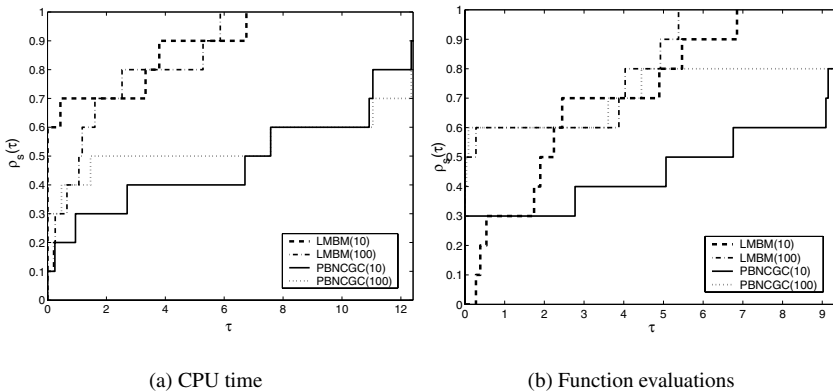 1
0.9
0.8
0.7
0.6
0.5
0.4
0.3
0.2
0.1
0
ρs(τ)
0 2 4 6 8 10 12
τ
LMBM(10)
LMBM(100)
PBNCGC(10)
PBNCGC(100)
(a) CPU time
1
0.9
0.8
0.7
0.6
0.5
0.4
0.3
0.2
0.1
0
ρs(τ)
0 1 2 3 4 5 6 7 8 9
τ
LMBM(10)
LMBM(100)
PBNCGC(10)
PBNCGC(100)
(b) Function evaluations